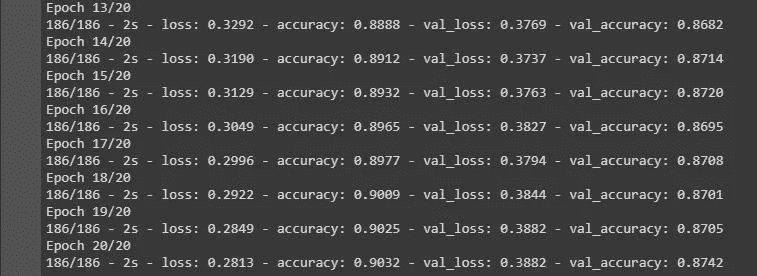 Epoch 13/20
186/186 - 2s - loss: 0.3292 - accuracy: 0.8888 - val_loss: 0.3769 - val_accuracy: 0.8682
Epoch 14/20
186/186 - 2s - loss: 0.3190 - accuracy: 0.8912 - val_loss: 0.3737 - val_accuracy: 0.8714
Epoch 15/20
186/186 - 2s - loss: 0.3129 - accuracy: 0.8932 - val_loss: 0.3763 - val_accuracy: 0.8720
Epoch 16/20
186/186 - 2s - loss: 0.3049 - accuracy: 0.8965 - val_loss: 0.3827 - val_accuracy: 0.8695
Epoch 17/20
186/186 - 2s - loss: 0.2996 - accuracy: 0.8977 - val_loss: 0.3794 - val_accuracy: 0.8708
Epoch 18/20
186/186 - 2s - loss: 0.2922 - accuracy: 0.9009 - val_loss: 0.3844 - val_accuracy: 0.8701
Epoch 19/20
186/186 - 2s - loss: 0.2849 - accuracy: 0.9025 - val_loss: 0.3882 - val_accuracy: 0.8705
Epoch 20/20
186/186 - 2s - loss: 0.2813 - accuracy: 0.9032 - val_loss: 0.3882 - val_accuracy: 0.8742